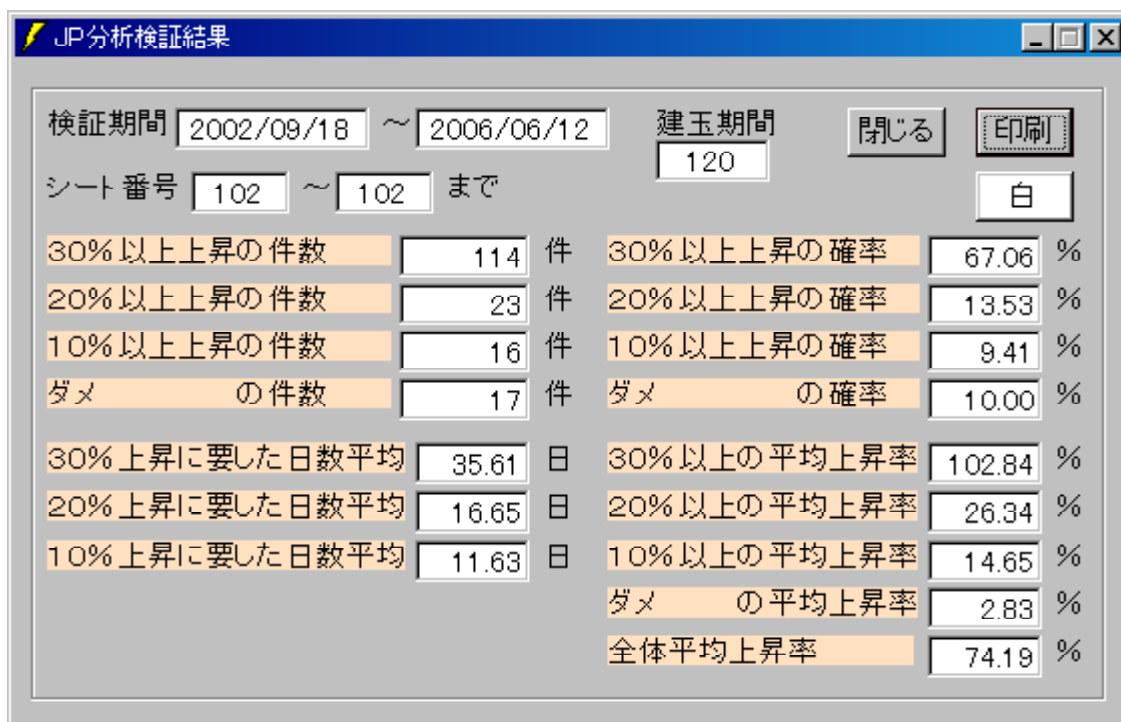 JP分析検証結果
検証期間 2002/09/18 ～ 2006/06/12 建玉期間 閉じる 印刷
120
シート番号 102 ～ 102 まで 白
30%以上上昇の件数 114 件 30%以上上昇の確率 67.06 %
20%以上上昇の件数 23 件 20%以上上昇の確率 13.53 %
10%以上上昇の件数 16 件 10%以上上昇の確率 9.41 %
ダメ の件数 17 件 ダメ の確率 10.00 %
30%上昇に要した日数平均 35.61 日 30%以上の平均上昇率 102.84 %
20%上昇に要した日数平均 16.65 日 20%以上の平均上昇率 26.34 %
10%上昇に要した日数平均 11.63 日 10%以上の平均上昇率 14.65 %
ダメ の平均上昇率 2.83 %
全体平均上昇率 74.19 %